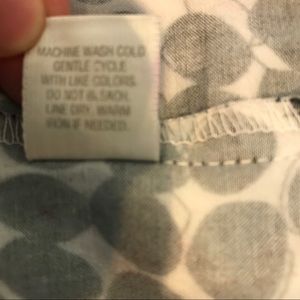 MACHINE WASH COLD
GENTLE CYCLE
WITH LIKE COLORS.
DO NOT BLEACH.
LINE DRY. WARM
IRON IF NEEDED.